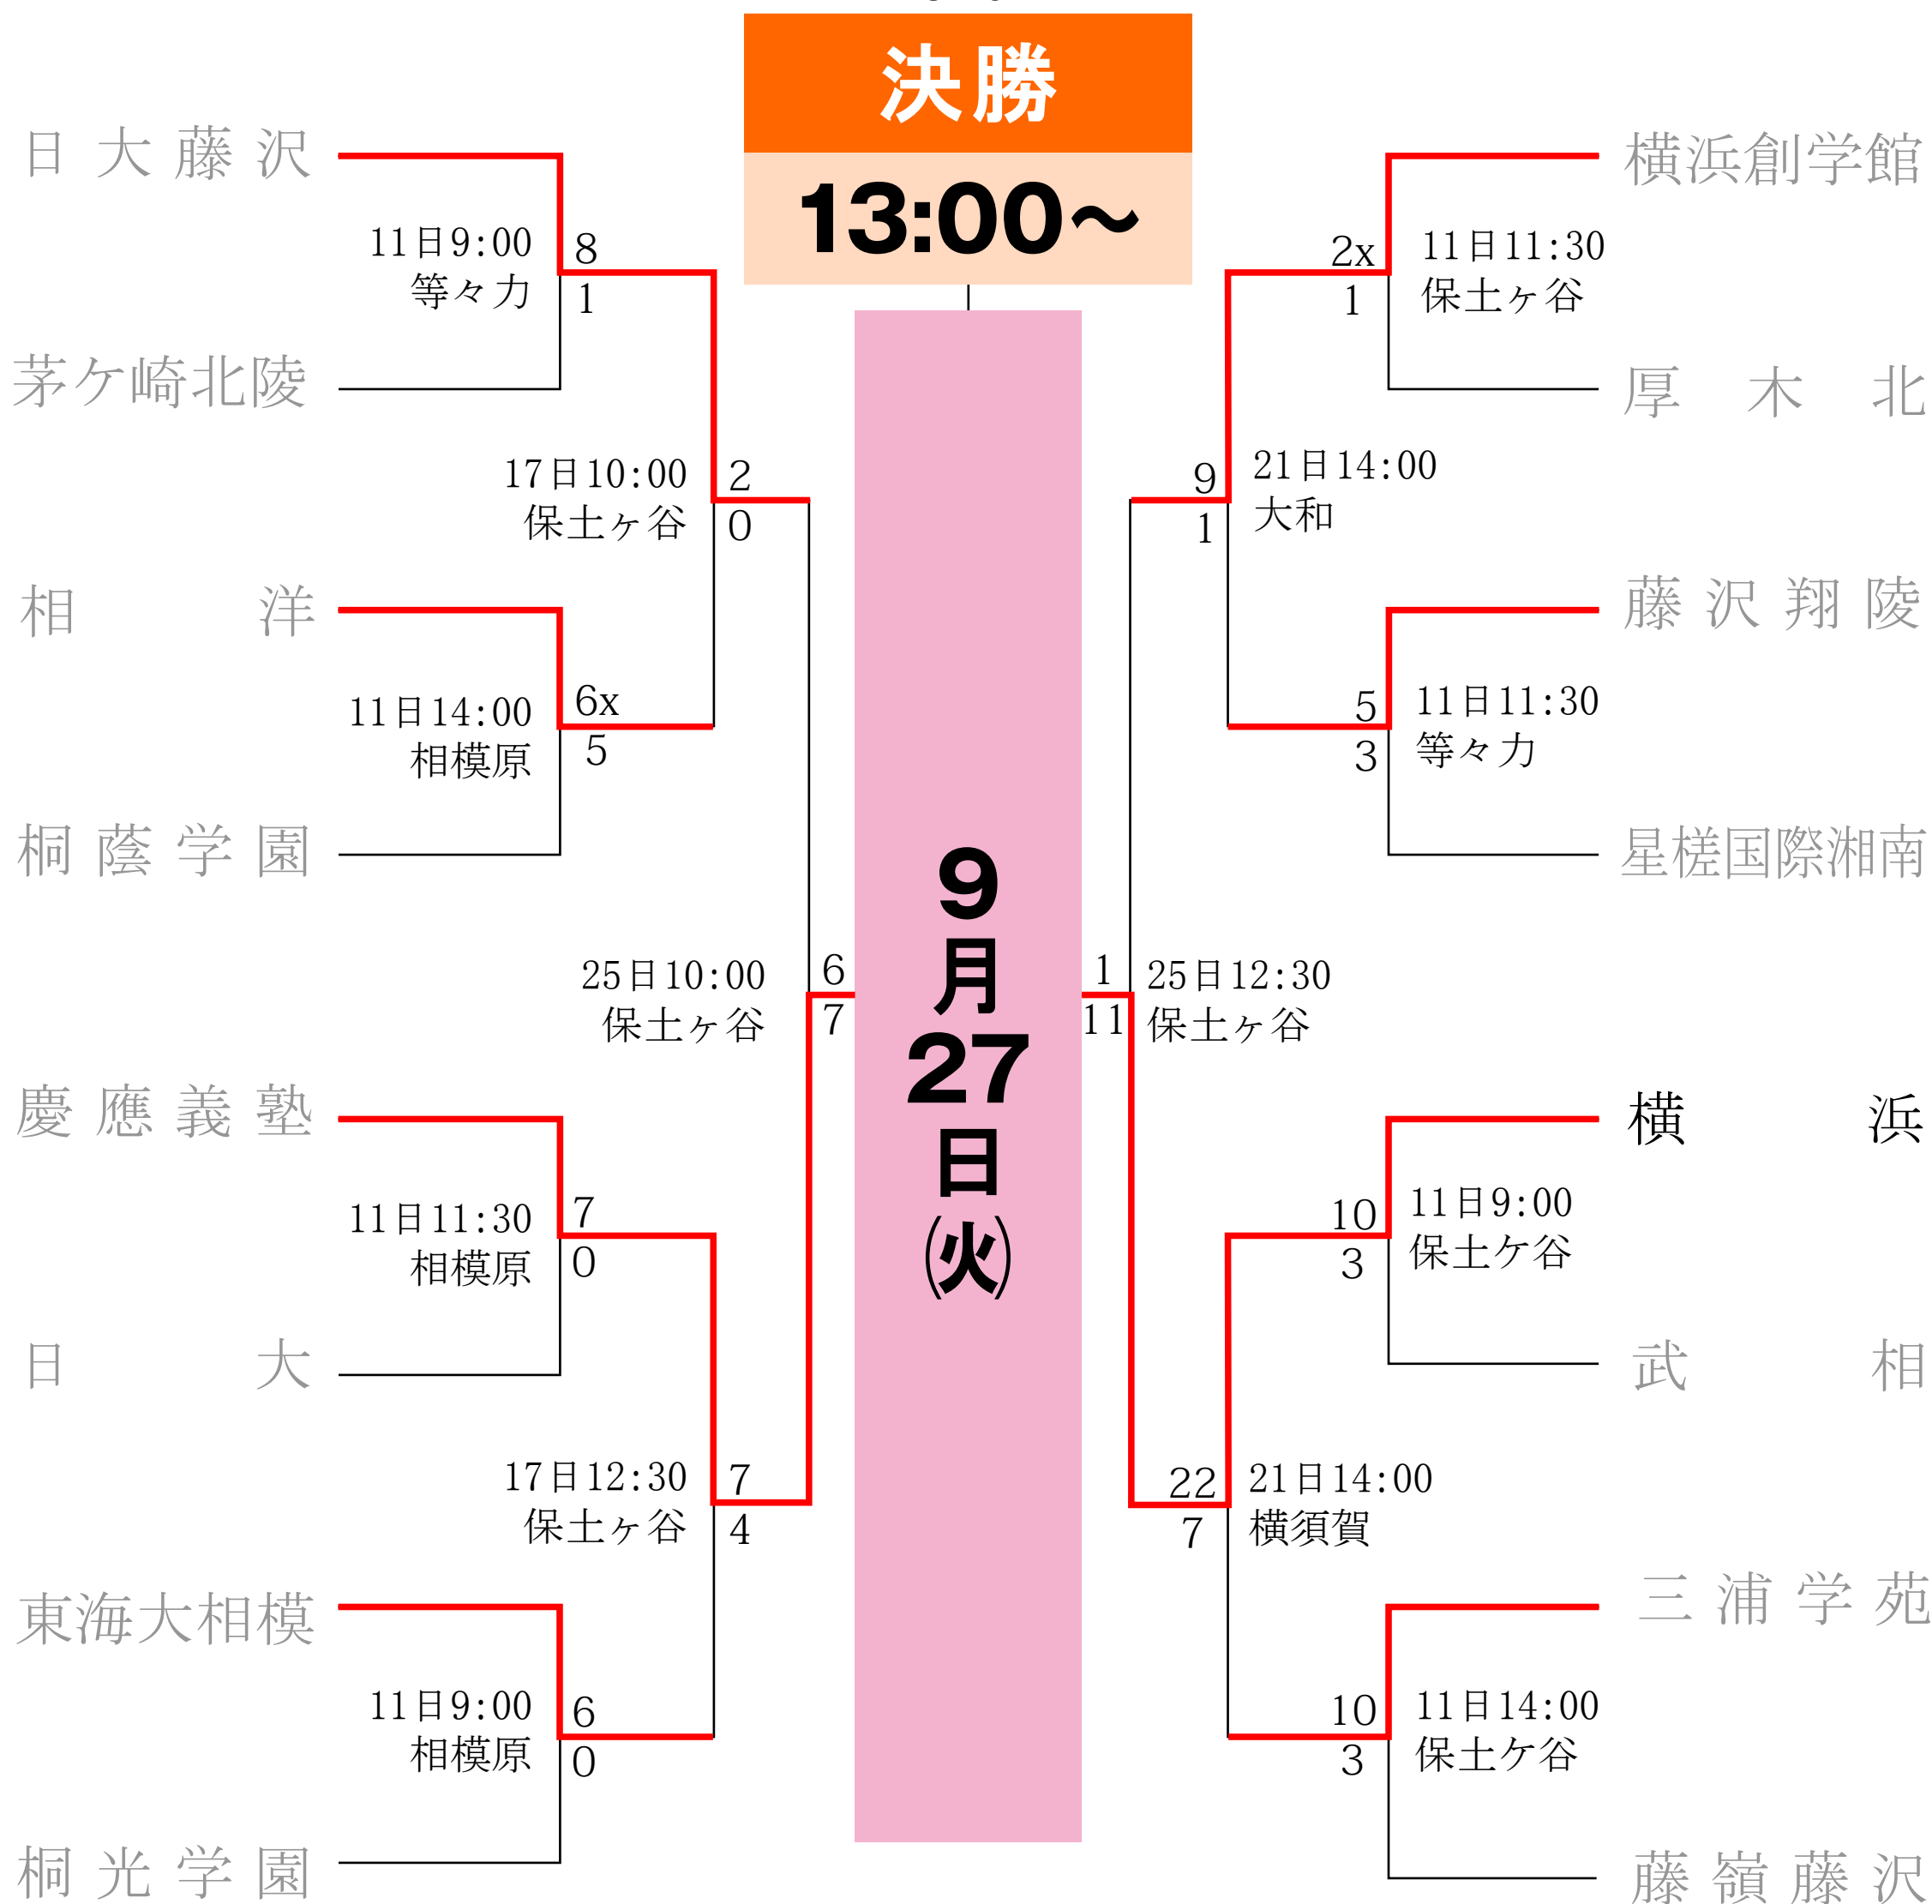 決勝
13:00〜
9月27日(火)
日大藤沢
11日9:00
等々力
8
1
茅ケ崎北陵
17日10:00
保土ヶ谷
2
0
相洋
11日14:00
相模原
6x
5
桐蔭学園
25日10:00
保土ヶ谷
6
7
慶應義塾
11日11:30
相模原
7
0
日大
17日12:30
保土ヶ谷
7
4
東海大相模
11日9:00
相模原
6
0
桐光学園
横浜創学館
2x
1
11日11:30
保土ヶ谷
厚木北
9
1
21日14:00
大和
藤沢翔陵
5
3
11日11:30
等々力
星槎国際湘南
1
11
25日12:30
保土ヶ谷
横浜
10
3
11日9:00
保土ケ谷
武相
22
7
21日14:00
横須賀
三浦学苑
10
3
11日14:00
保土ケ谷
藤嶺藤沢